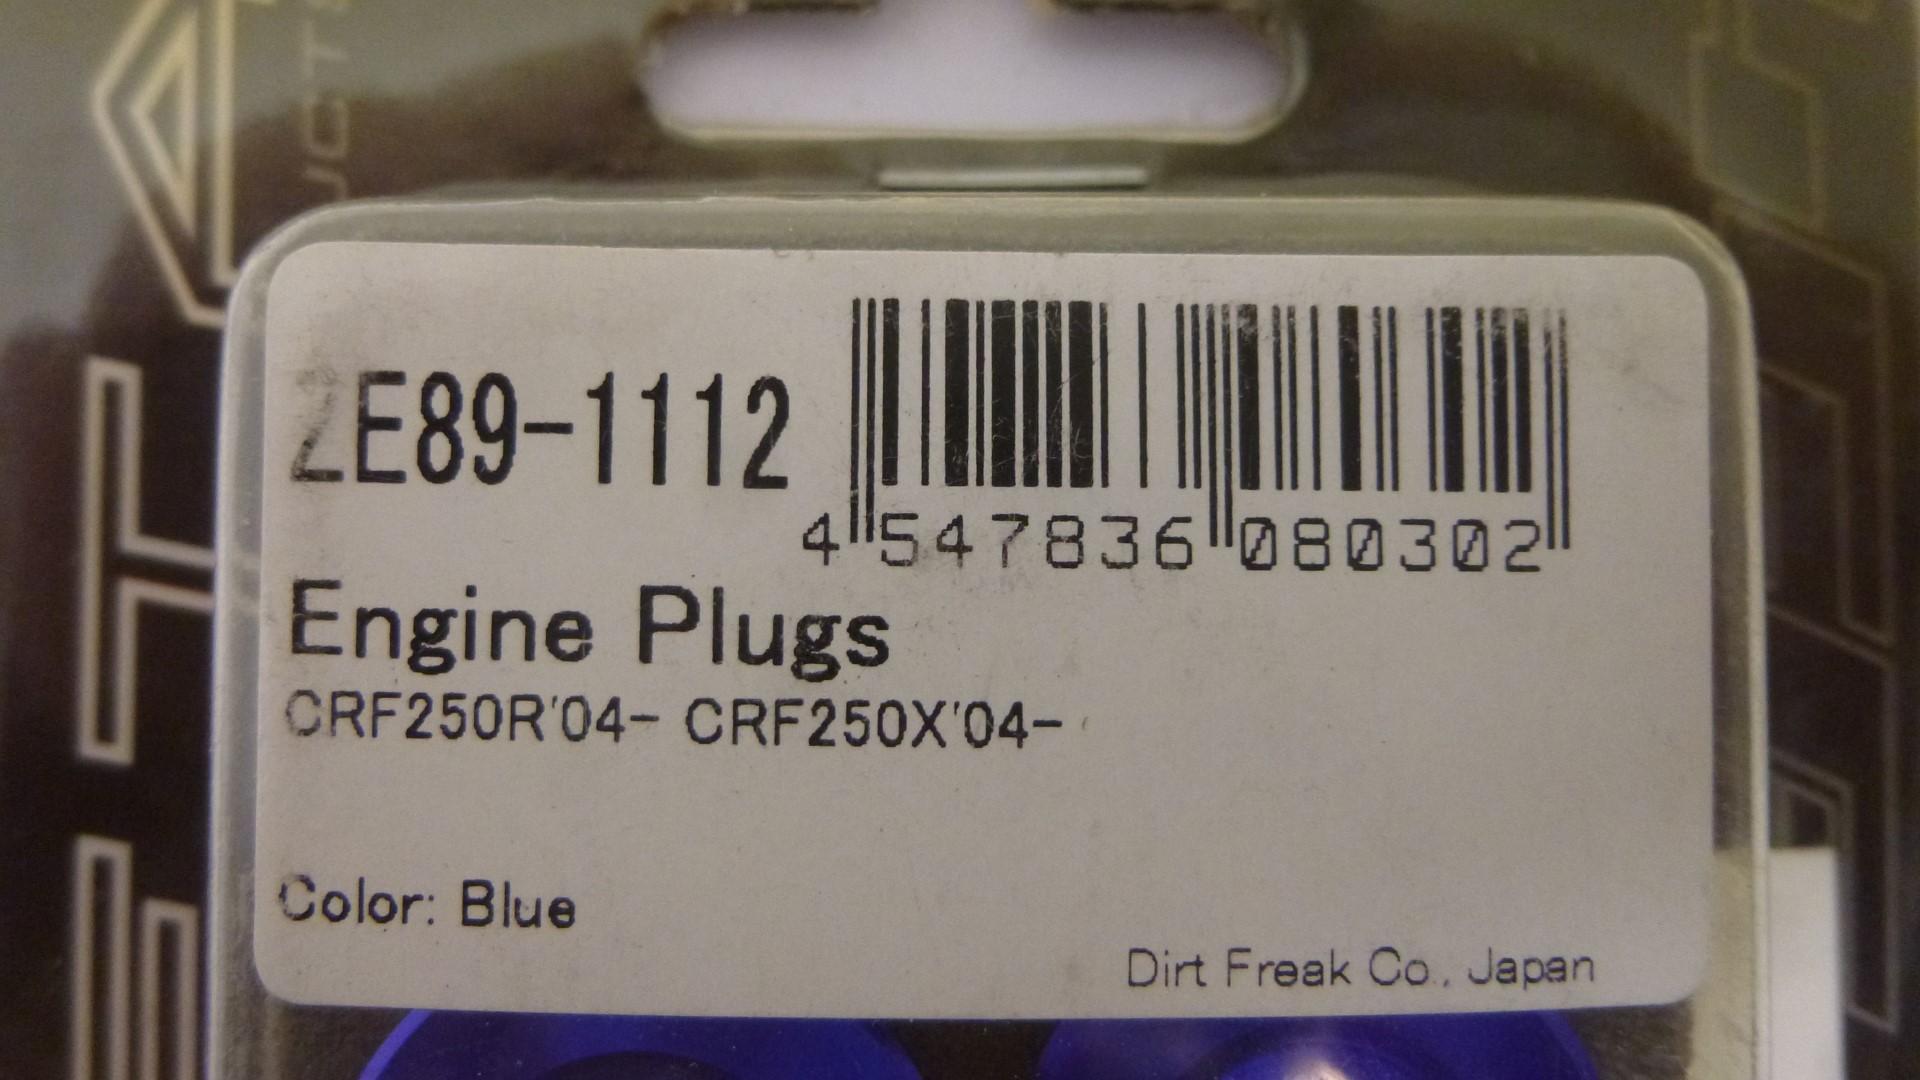 ZE89-1112
4 547836 080302
Engine Plugs
CRF250R'04- CRF250X'04-
Color: Blue
Dirt Freak Co., Japan